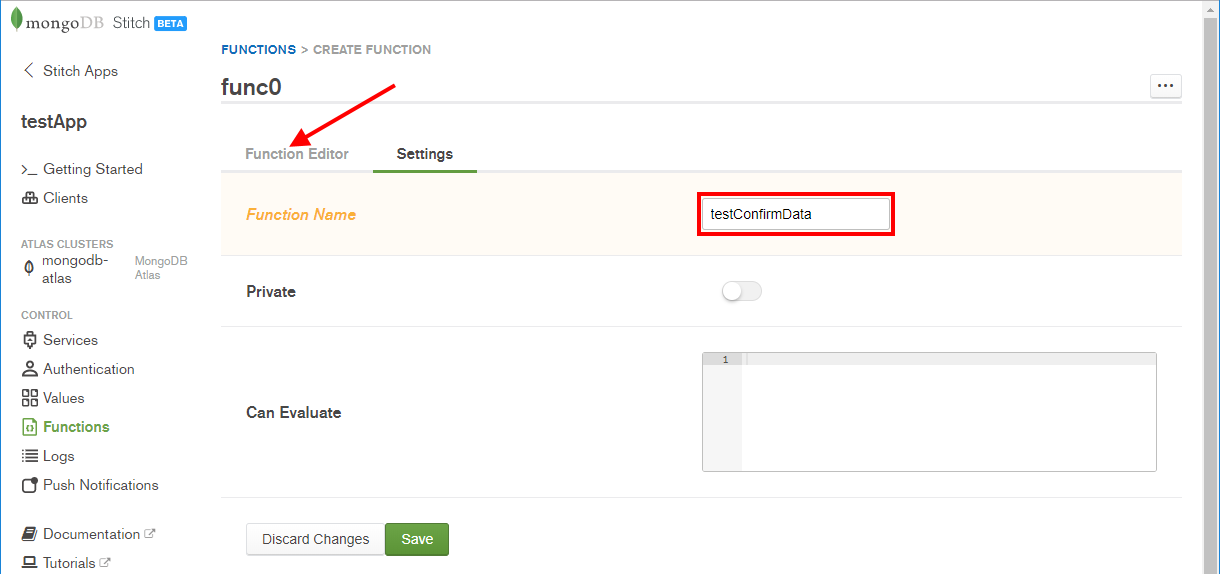 mongoDB Stitch BETA
Stitch Apps
testApp
Getting Started
Clients
ATLAS CLUSTERS
mongodb-
atlas
MongoDB
Atlas
CONTROL
Services
Authentication
Values
Functions
Logs
Push Notifications
Documentation
Tutorials
FUNCTIONS > CREATE FUNCTION
func0
Function Editor
Settings
Function Name
testConfirmData
Private
Can Evaluate
1
Discard Changes
Save